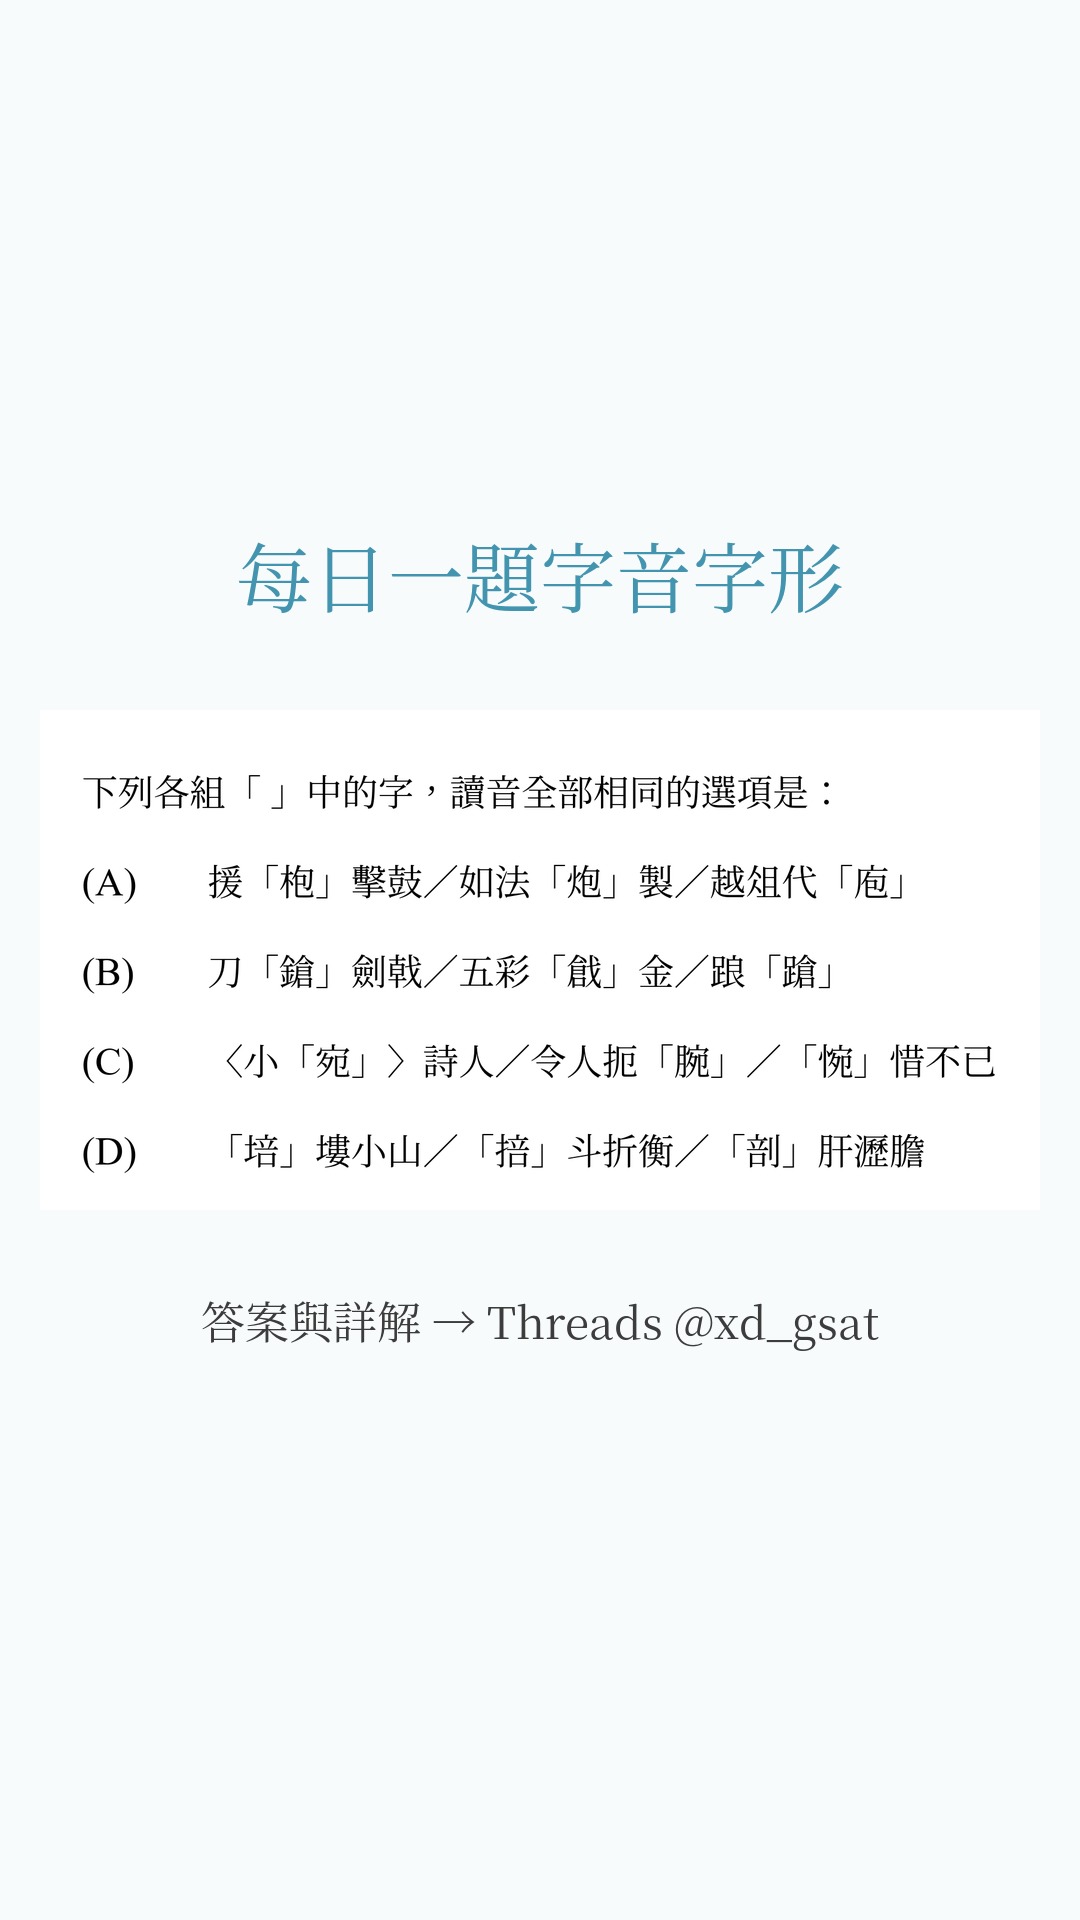 每日一題字音字形
下列各組「 」中的字，讀音全部相同的選項是：
(A) 援「枹」擊鼓／如法「炮」製／越俎代「庖」
(B) 刀「鎗」劍戟／五彩「戧」金／踉「蹌」
(C) 〈小「宛」〉詩人／令人扼「腕」／「惋」惜不已
(D) 「培」塿小山／「掊」斗折衡／「剖」肝瀝膽
答案與詳解 → Threads @xd_gsat